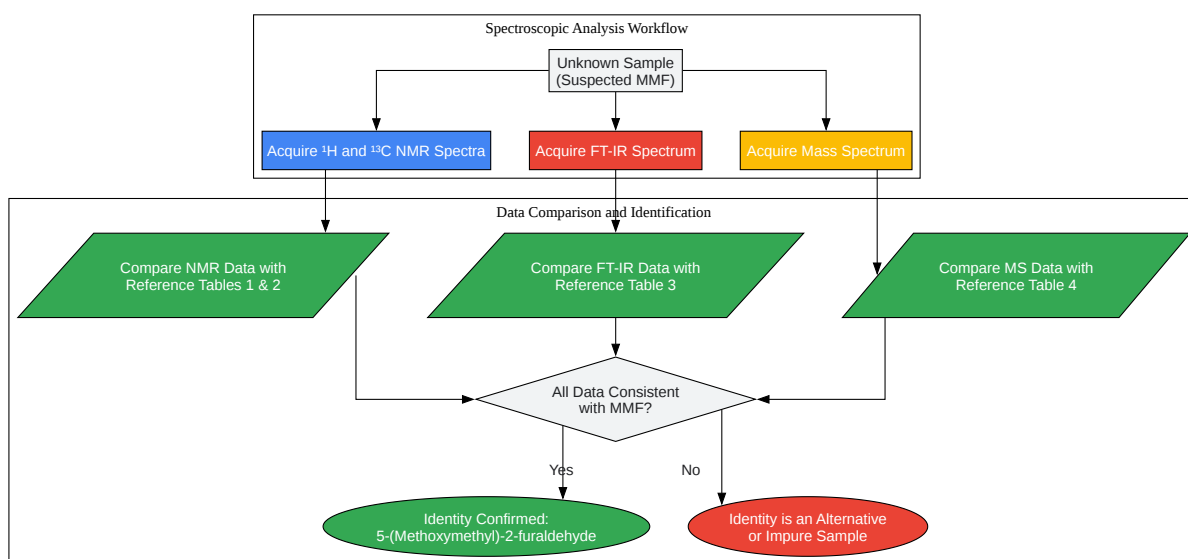 Spectroscopic Analysis Workflow
Unknown Sample
(Suspected MMF)
Acquire ¹H and ¹³C NMR Spectra
Acquire FT-IR Spectrum
Acquire Mass Spectrum
Data Comparison and Identification
Compare NMR Data with
Reference Tables 1 & 2
Compare FT-IR Data with
Reference Table 3
Compare MS Data with
Reference Table 4
All Data Consistent
with MMF?
Yes
No
Identity Confirmed:
5-(Methoxymethyl)-2-furaldehyde
Identity is an Alternative
or Impure Sample